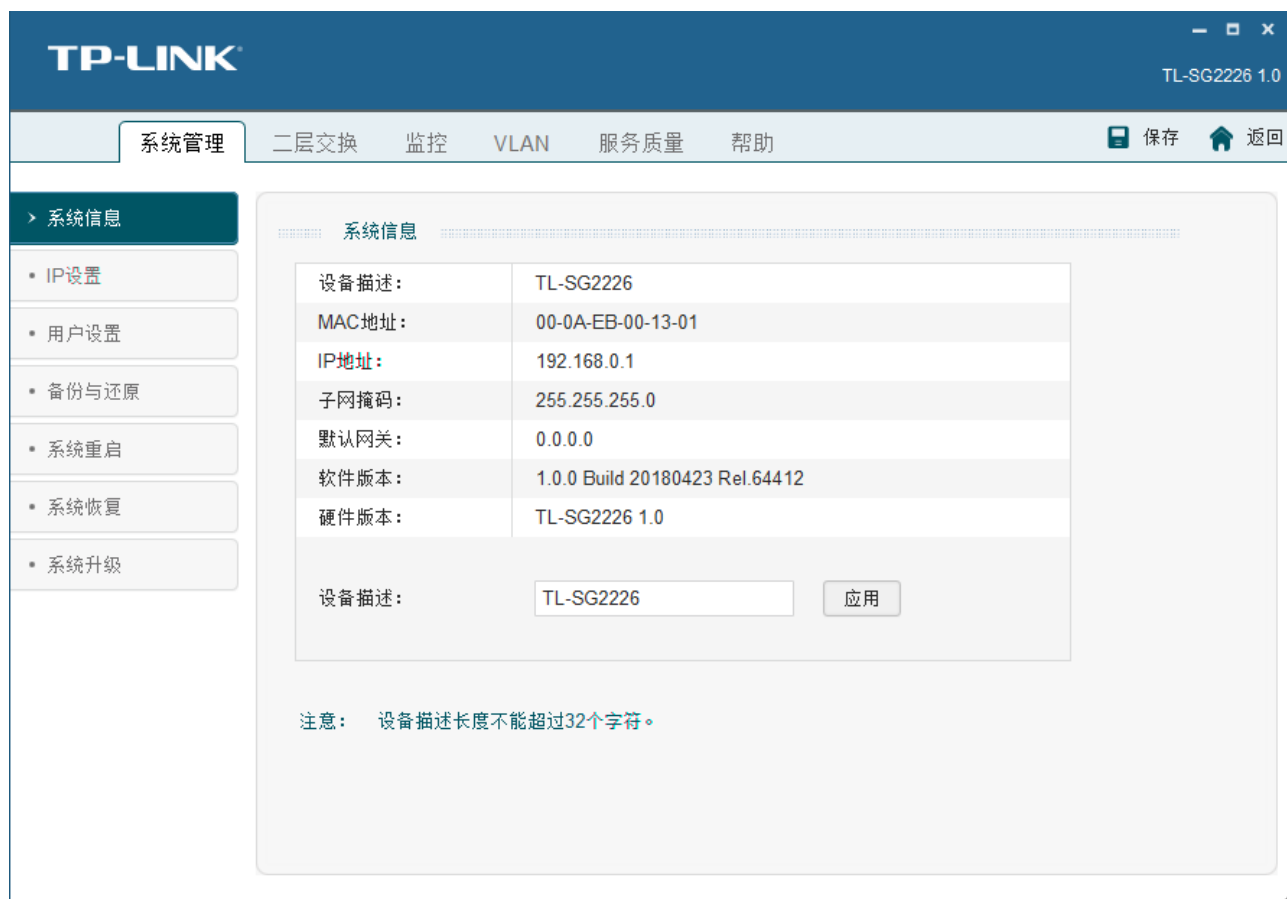 TP-LINK
TL-SG2226 1.0
系统管理 二层交换 监控 VLAN 服务质量 帮助 保存 返回
系统信息
IP设置
用户设置
备份与还原
系统重启
系统恢复
系统升级
系统信息
设备描述： TL-SG2226
MAC地址： 00-0A-EB-00-13-01
IP地址： 192.168.0.1
子网掩码： 255.255.255.0
默认网关： 0.0.0.0
软件版本： 1.0.0 Build 20180423 Rel.64412
硬件版本： TL-SG2226 1.0
设备描述： TL-SG2226 应用
注意： 设备描述长度不能超过32个字符。